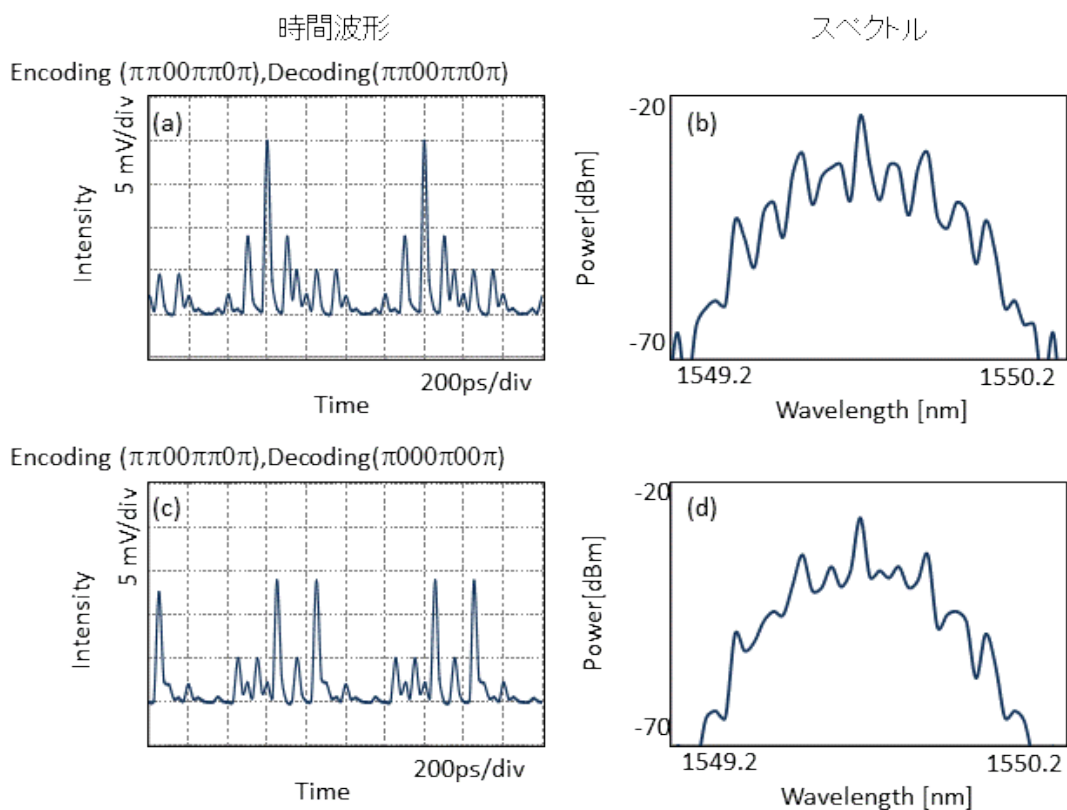 時間波形
スペクトル
Encoding (ππ00ππ0π),Decoding(ππ00ππ0π)
(a)
5 mV/div
Intensity
200ps/div
Time
(b)
-20
Power[dBm]
-70
1549.2
1550.2
Wavelength [nm]
Encoding (ππ00ππ0π),Decoding(π000π00π)
(c)
5 mV/div
Intensity
200ps/div
Time
(d)
-20
Power[dBm]
-70
1549.2
1550.2
Wavelength [nm]